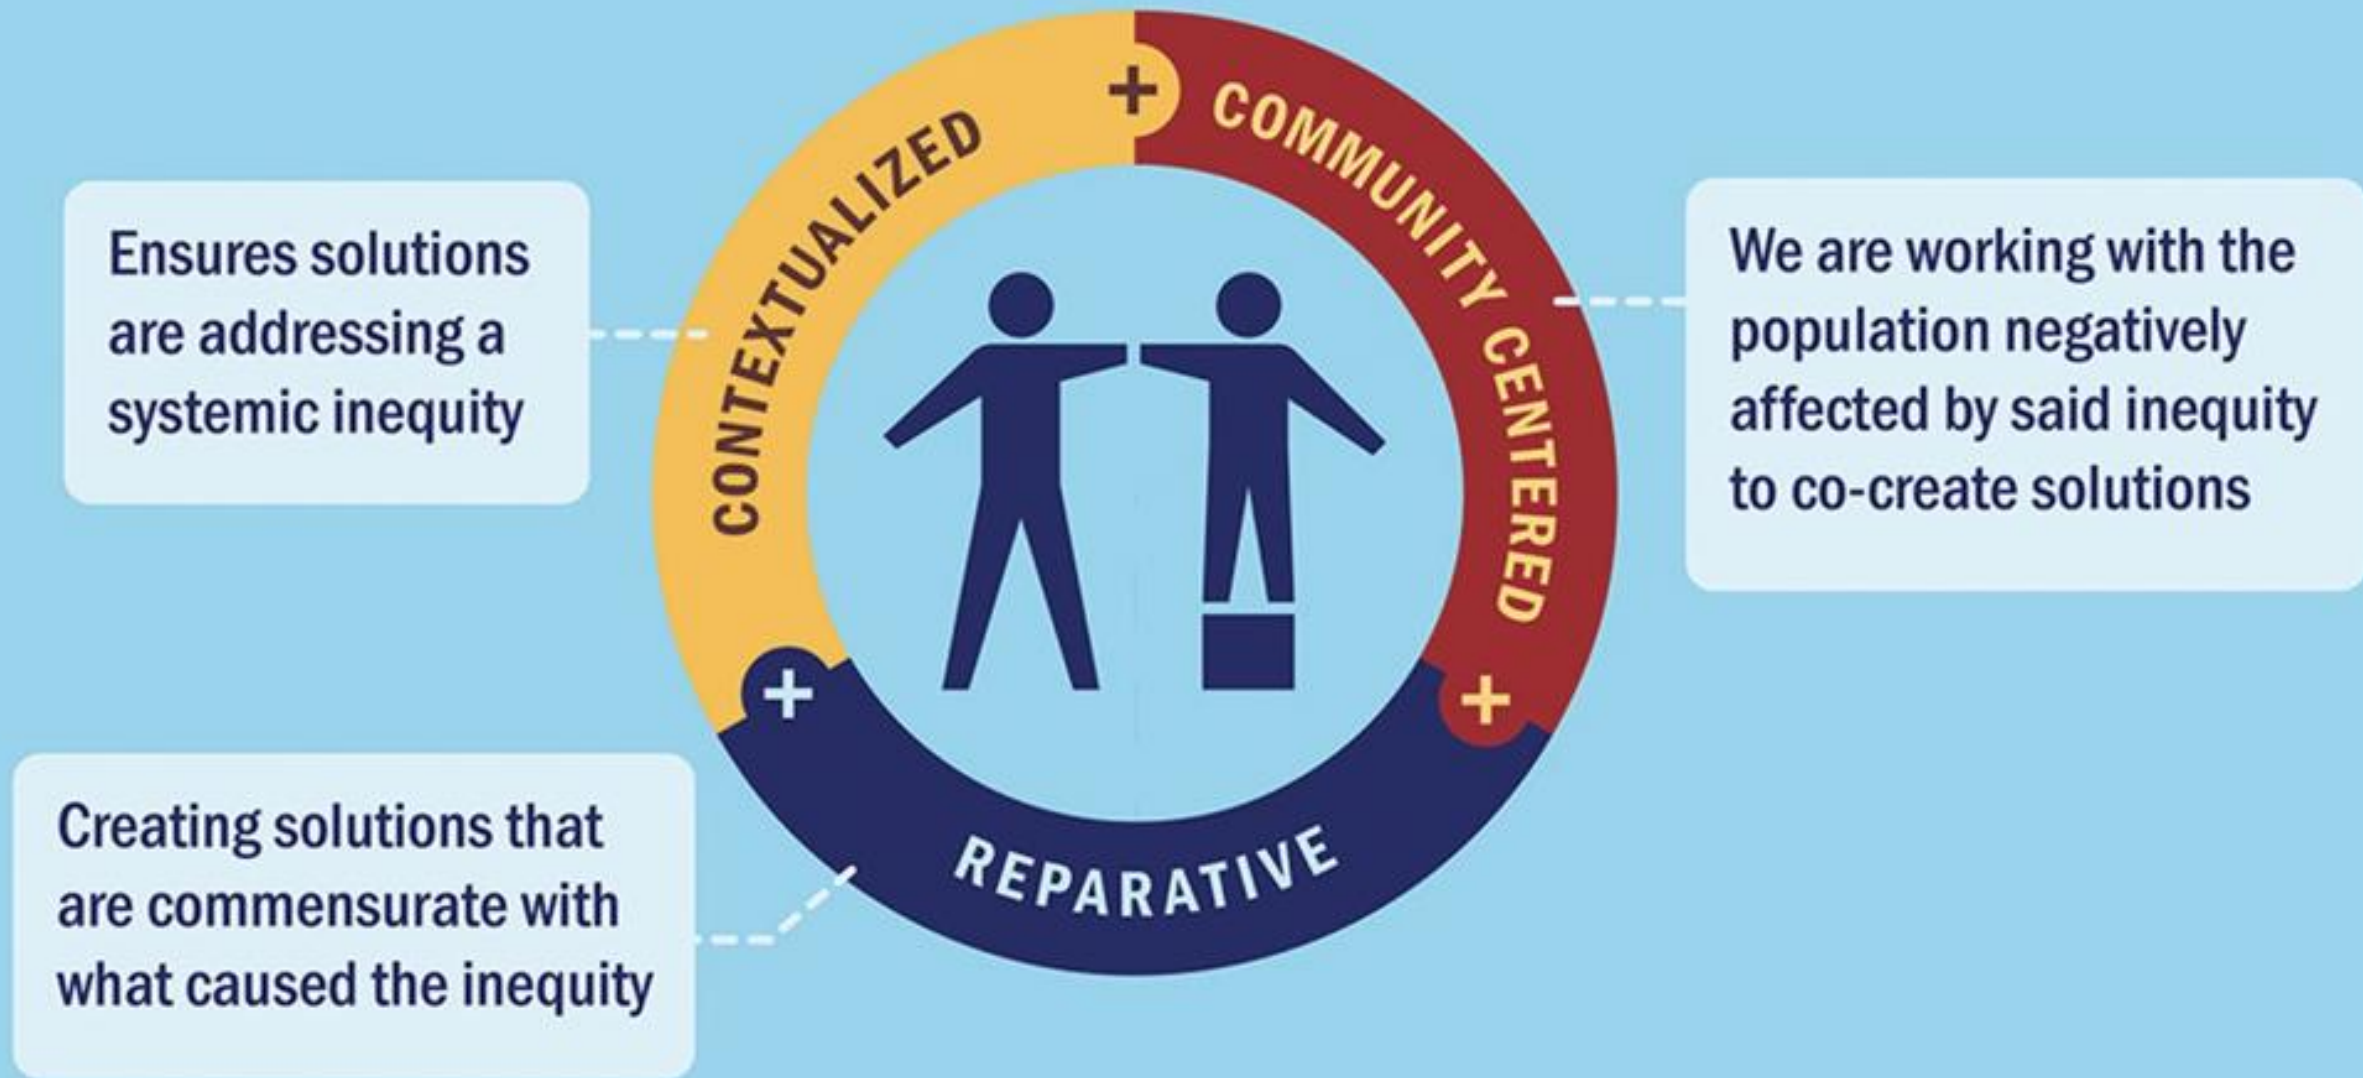 CONTEXTUALIZED
+
COMMUNITY CENTERED
Ensures solutions
are addressing a
systemic inequity
We are working with the
population negatively
affected by said inequity
to co-create solutions
+
+
REPARATIVE
Creating solutions that
are commensurate with
what caused the inequity